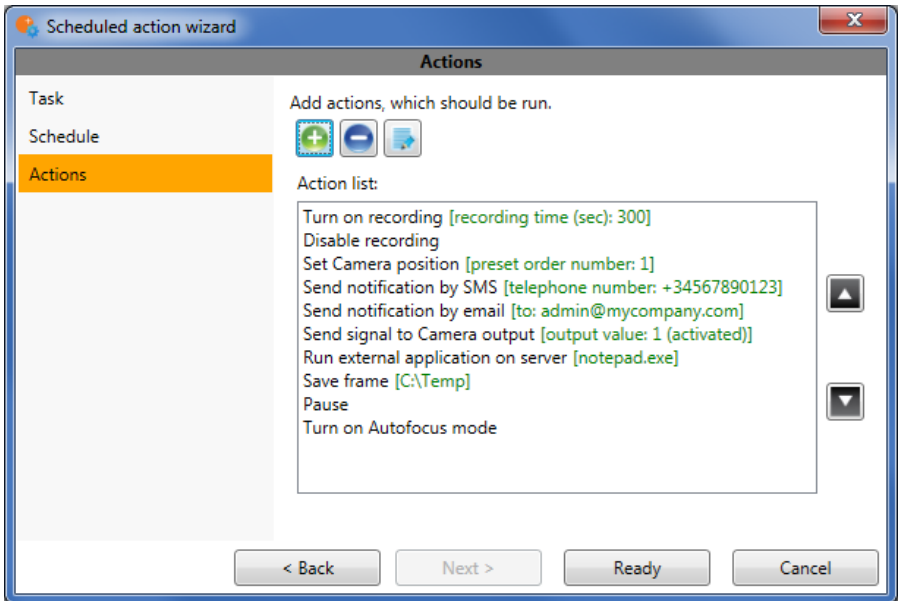 Scheduled action wizard
Actions
Task
Schedule
Actions
Add actions, which should be run.
Action list:
Turn on recording [recording time (sec): 300]
Disable recording
Set Camera position [preset order number: 1]
Send notification by SMS [telephone number: +34567890123]
Send notification by email [to: admin@mycompany.com]
Send signal to Camera output [output value: 1 (activated)]
Run external application on server [notepad.exe]
Save frame [C:\Temp]
Pause
Turn on Autofocus mode
< Back Next > Ready Cancel